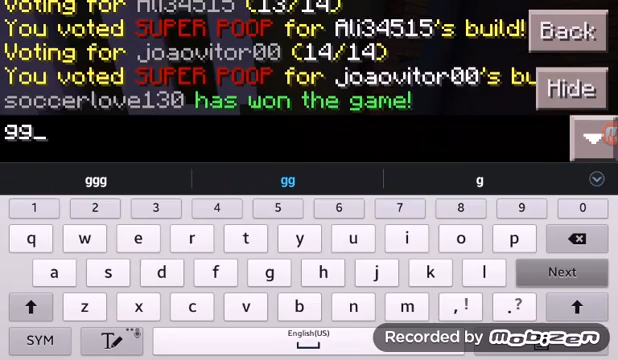 Voting for Ali34515 (13/14)
You voted SUPER POOP for Ali34515's build!
Voting for joaovitor00 (14/14)
You voted SUPER POOP for joaovitor00's bu
soccerlove130 has won the game!
Back
Hide
gg_
ggg gg g
1 2 3 4 5 6 7 8 9 0
q w e r t y u i o p
a s d f g h j k l Next
z x c v b n m ,! .?
SYM T English(US)
Recorded by mobizen